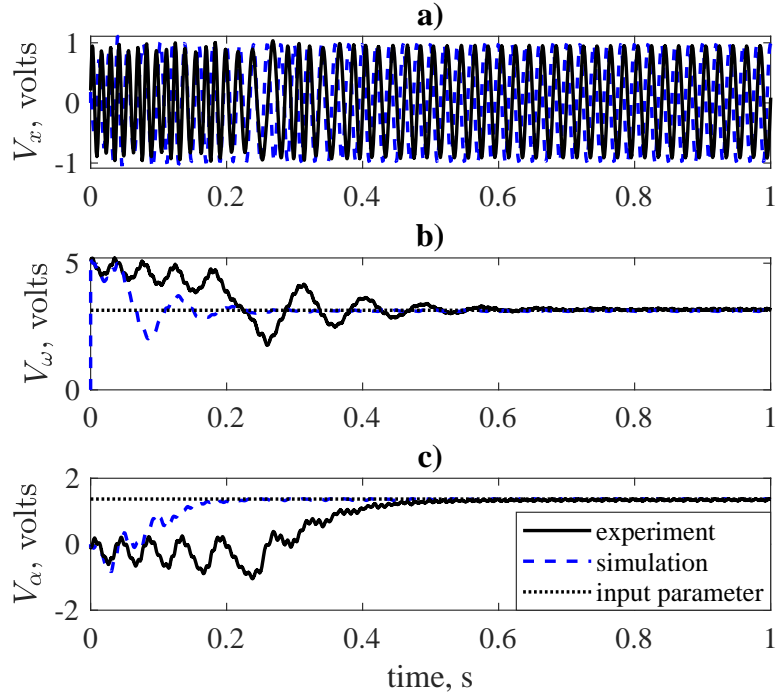 a)
V_x, volts
1
0
-1
0
0.2
0.4
0.6
0.8
1
b)
V_ω, volts
5
0
0
0.2
0.4
0.6
0.8
1
c)
V_α, volts
2
0
-2
experiment
simulation
input parameter
0
0.2
0.4
0.6
0.8
1
time, s